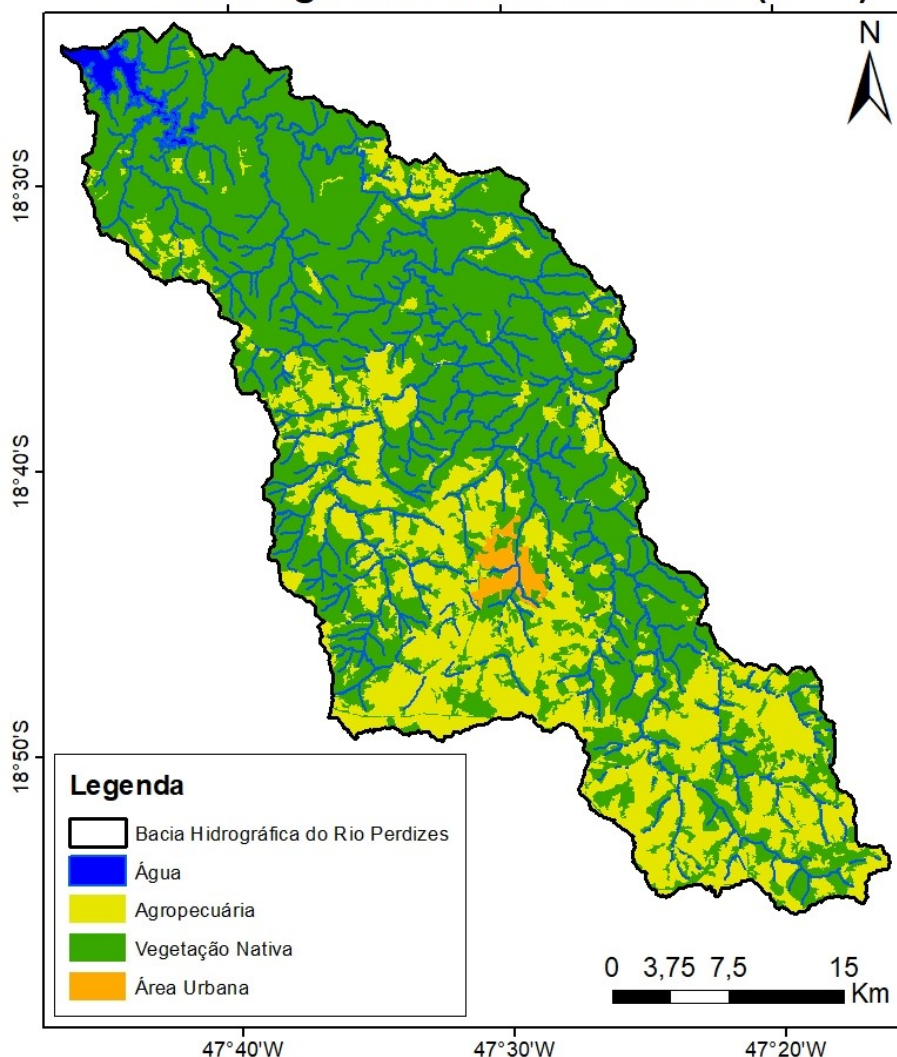 N
18°30'S
18°40'S
18°50'S
Legenda
Bacia Hidrográfica do Rio Perdizes
Água
Agropecuária
Vegetação Nativa
Área Urbana
0 3,75 7,5 15
Km
47°40'W 47°30'W 47°20'W